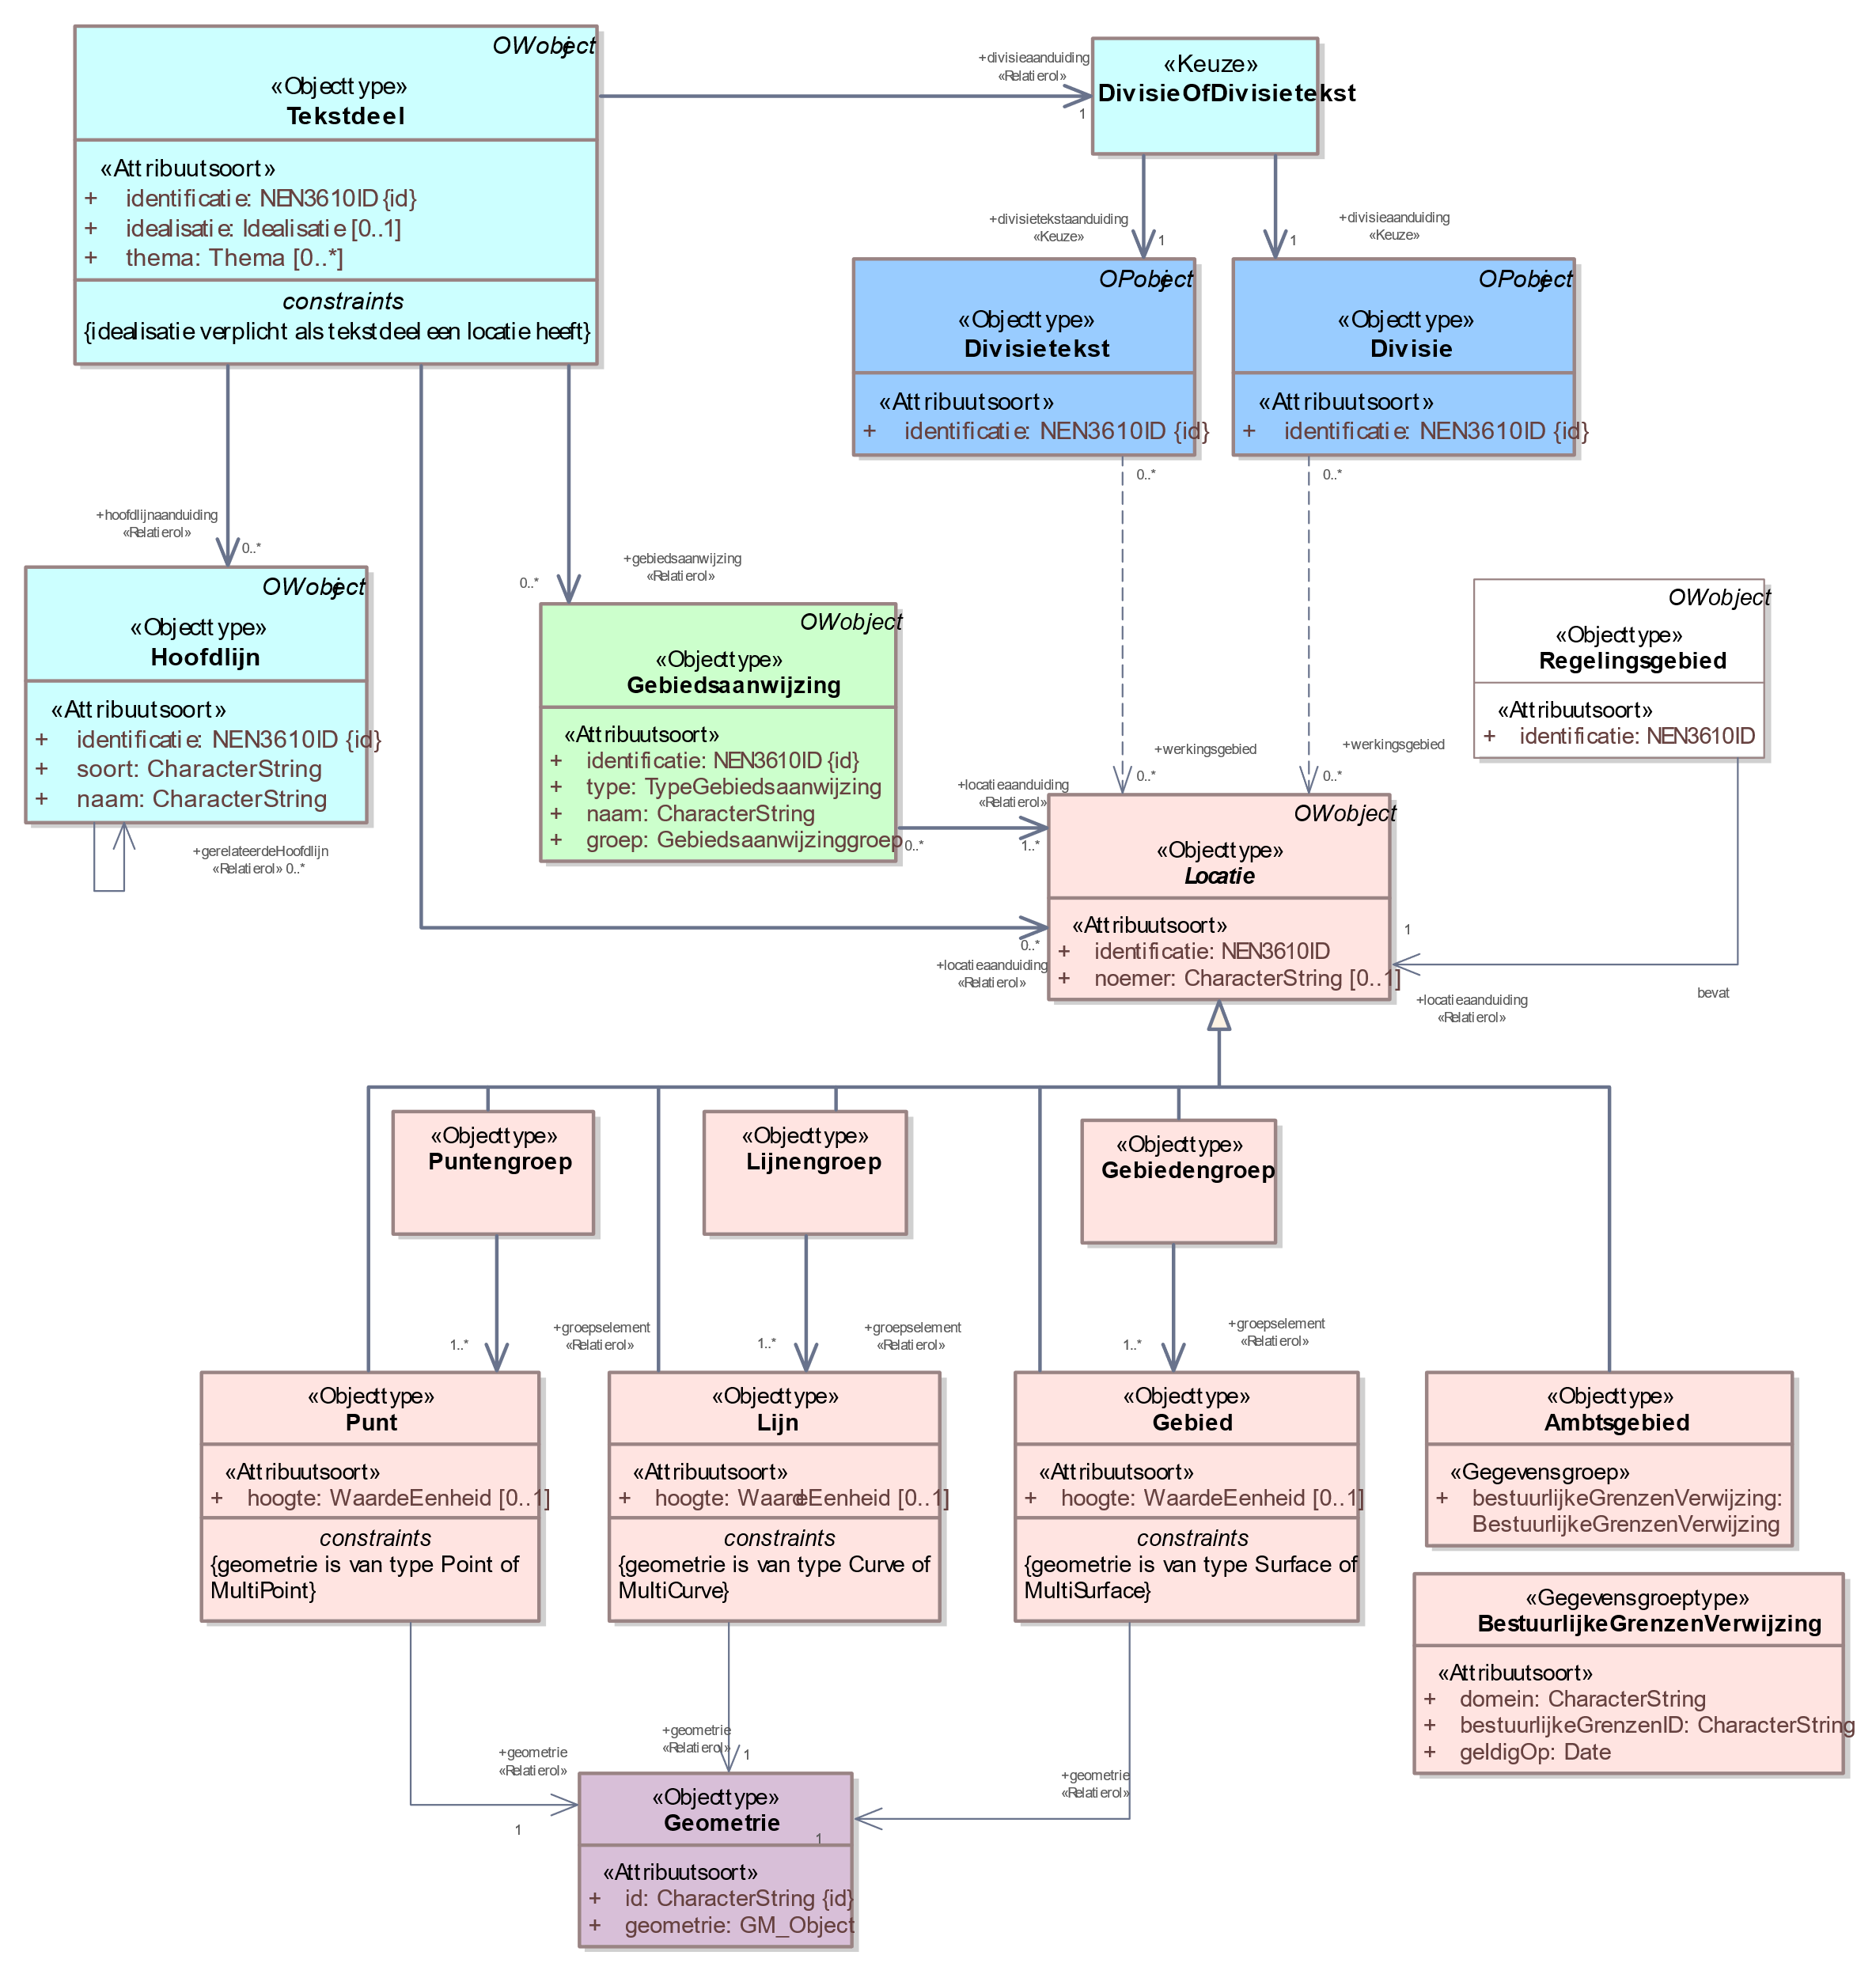 OWobject
«Objecttype»
Tekstdeel
«Attribuutsoort»
+ identificatie: NEN3610ID {id}
+ idealisatie: Idealisatie [0..1]
+ thema: Thema [0..*]
constraints
{idealisatie verplicht als tekstdeel een locatie heeft}
+divisieaanduiding
«Relatierol»
1
«Keuze»
DivisieOfDivisietekst
+divisietekstaanduiding
«Keuze»
1
+divisieaanduiding
«Keuze»
1
OPobject
«Objecttype»
Divisietekst
«Attribuutsoort»
+ identificatie: NEN3610ID {id}
OPobject
«Objecttype»
Divisie
«Attribuutsoort»
+ identificatie: NEN3610ID {id}
0..*
0..*
+hoofdlijnaanduiding
«Relatierol»
0..*
+gebiedsaanwijzing
«Relatierol»
0..*
OWobject
«Objecttype»
Hoofdlijn
«Attribuutsoort»
+ identificatie: NEN3610ID {id}
+ soort: CharacterString
+ naam: CharacterString
+gerelateerdeHoofdlijn
«Relatierol» 0..*
OWobject
«Objecttype»
Gebiedsaanwijzing
«Attribuutsoort»
+ identificatie: NEN3610ID {id}
+ type: TypeGebiedsaanwijzing
+ naam: CharacterString
+ groep: Gebiedsaanwijzinggroep
OWobject
«Objecttype»
Regelingsgebied
«Attribuutsoort»
+ identificatie: NEN3610ID
+werkingsgebied
0..*
+werkingsgebied
0..*
+locatieaanduiding
«Relatierol»
0..*
1..*
OWobject
«Objecttype»
Locatie
«Attribuutsoort»
+ identificatie: NEN3610ID
+ noemer: CharacterString [0..1]
0..*
+locatieaanduiding
«Relatierol»
1
+locatieaanduiding
«Relatierol»
bevat
«Objecttype»
Puntengroep
«Objecttype»
Lijnengroep
«Objecttype»
Gebiedengroep
1..*
+groepselement
«Relatierol»
1..*
+groepselement
«Relatierol»
1..*
+groepselement
«Relatierol»
«Objecttype»
Punt
«Attribuutsoort»
+ hoogte: WaardeEenheid [0..1]
constraints
{geometrie is van type Point of
MultiPoint}
«Objecttype»
Lijn
«Attribuutsoort»
+ hoogte: WaardeEenheid [0..1]
constraints
{geometrie is van type Curve of
MultiCurve}
«Objecttype»
Gebied
«Attribuutsoort»
+ hoogte: WaardeEenheid [0..1]
constraints
{geometrie is van type Surface of
MultiSurface}
«Objecttype»
Ambtsgebied
«Gegevensgroep»
+ bestuurlijkeGrenzenVerwijzing:
BestuurlijkeGrenzenVerwijzing
«Gegevensgroeptype»
BestuurlijkeGrenzenVerwijzing
«Attribuutsoort»
+ domein: CharacterString
+ bestuurlijkeGrenzenID: CharacterString
+ geldigOp: Date
+geometrie
«Relatierol»
1
+geometrie
«Relatierol»
1
+geometrie
«Relatierol»
1
«Objecttype»
Geometrie
«Attribuutsoort»
+ id: CharacterString {id}
+ geometrie: GM_Object